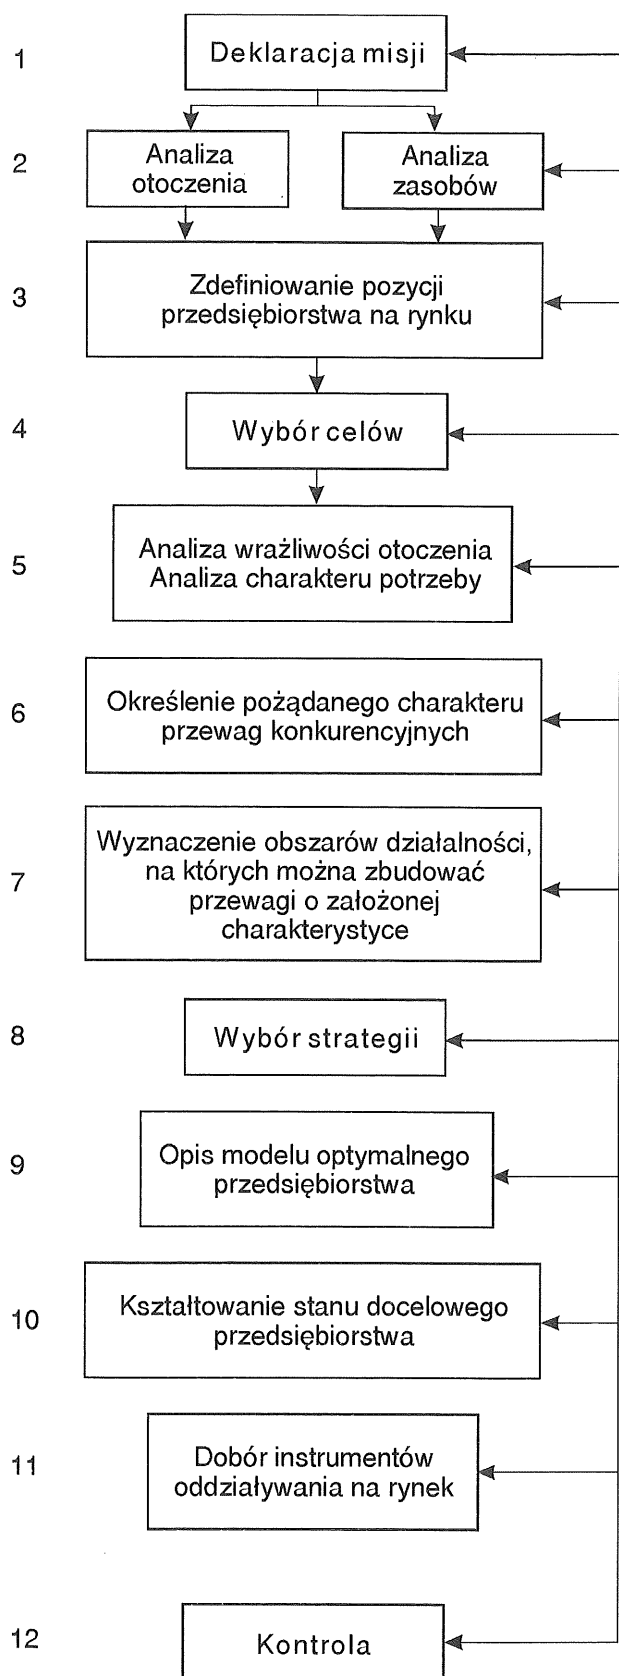 1
Deklaracja misji
2
Analiza
otoczenia
Analiza
zasobów
3
Zdefiniowanie pozycji
przedsiębiorstwa na rynku
4
Wybór celów
5
Analiza wrażliwości otoczenia
Analiza charakteru potrzeby
6
Określenie pożądanego charakteru
przewag konkurencyjnych
7
Wyznaczenie obszarów działalności,
na których można zbudować
przewagi o założonej
charakterystyce
8
Wybór strategii
9
Opis modelu optymalnego
przedsiębiorstwa
10
Kształtowanie stanu docelowego
przedsiębiorstwa
11
Dobór instrumentów
oddziaływania na rynek
12
Kontrola